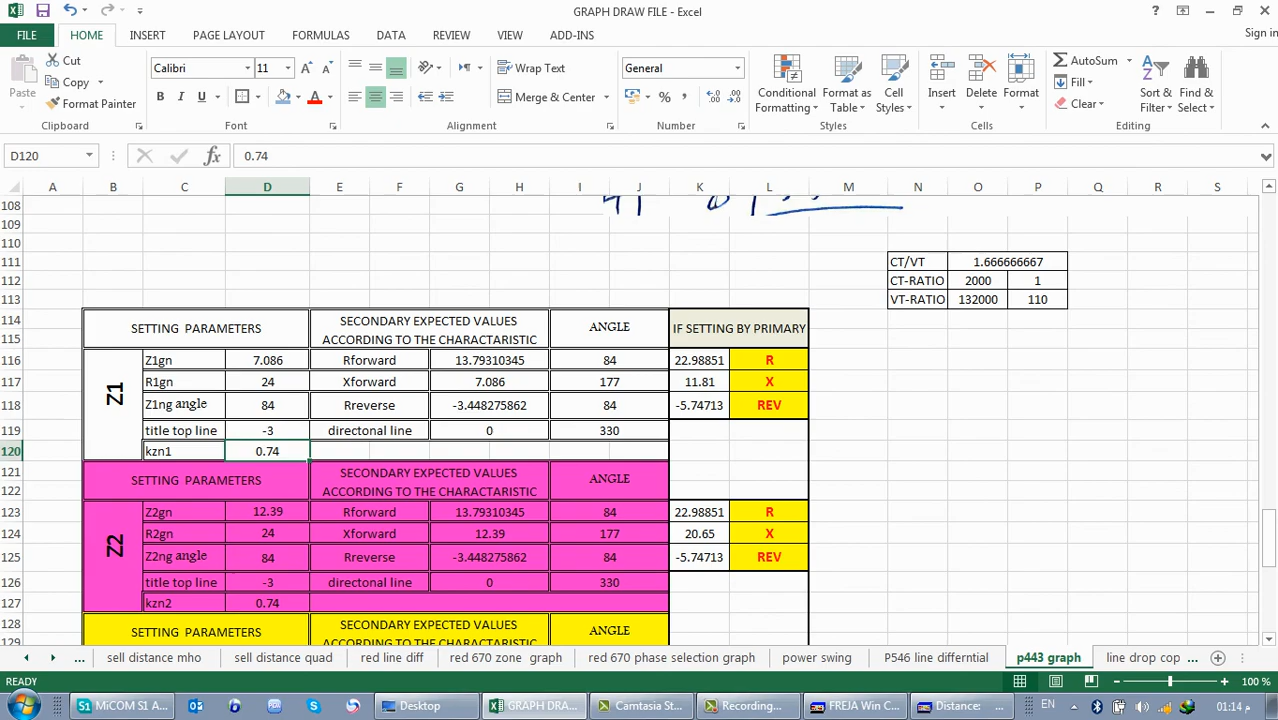 GRAPH DRAW FILE - Excel
Sign in
FILE HOME INSERT PAGE LAYOUT FORMULAS DATA REVIEW VIEW ADD-INS
Paste Cut Copy Format Painter
Calibri 11
Wrap Text
Merge & Center
General
Conditional Formatting Format as Table Cell Styles
Insert Delete Format
AutoSum Fill Clear
Sort & Filter Find & Select
Clipboard Font Alignment Number Styles Cells Editing
D120 fx 0.74
A B C D E F G H I J K L M N O P Q R S
108
109
110
111 CT/VT 1.666666667
112 CT-RATIO 2000 1
113 VT-RATIO 132000 110
114 SETTING PARAMETERS SECONDARY EXPECTED VALUES ANGLE IF SETTING BY PRIMARY
115 ACCORDING TO THE CHARACTARISTIC
Z1
116 Z1gn 7.086 Rforward 13.79310345 84 22.98851 R
117 R1gn 24 Xforward 7.086 177 11.81 X
118 Z1ng angle 84 Rreverse -3.448275862 84 -5.74713 REV
119 title top line -3 directonal line 0 330
120 kzn1 0.74
121 SETTING PARAMETERS SECONDARY EXPECTED VALUES ANGLE
122 ACCORDING TO THE CHARACTARISTIC
Z2
123 Z2gn 12.39 Rforward 13.79310345 84 22.98851 R
124 R2gn 24 Xforward 12.39 177 20.65 X
125 Z2ng angle 84 Rreverse -3.448275862 84 -5.74713 REV
126 title top line -3 directonal line 0 330
127 kzn2 0.74
128 SETTING PARAMETERS SECONDARY EXPECTED VALUES ANGLE
129 ACCORDING TO THE CHARACTARISTIC
... sell distance mho sell distance quad red line diff red 670 zone graph red 670 phase selection graph power swing P546 line differntial p443 graph line drop cop ...
READY 100 %
MiCOM S1 A... Desktop GRAPH DRA... Camtasia St... Recording... FREJA Win C... Distance: ... EN 01:14 م